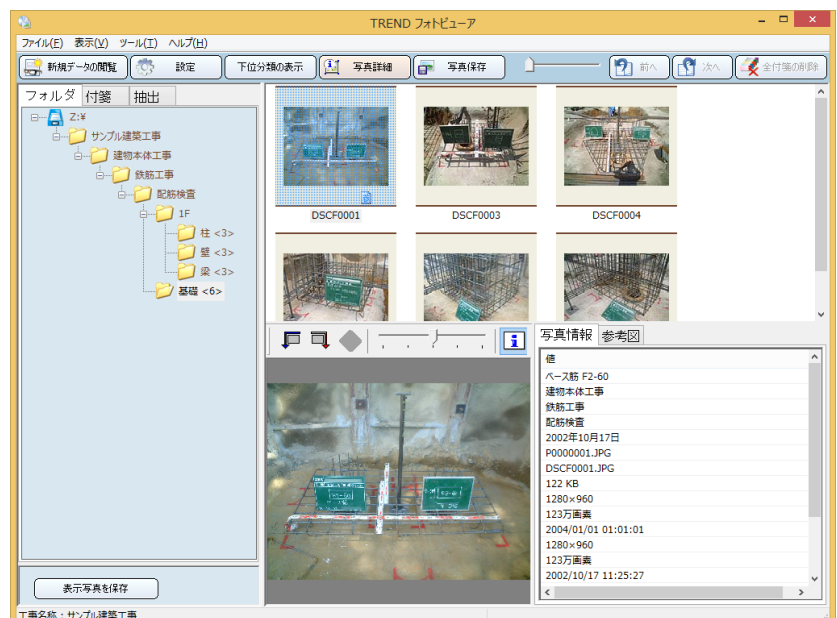 TREND フォトビューア
ファイル(F) 表示(V) ツール(T) ヘルプ(H)
新規データの閲覧 設定 下位分類の表示 写真詳細 写真保存 前へ 次へ 全付箋の削除
フォルダ 付箋 抽出
Z:¥
サンプル建築工事
建物本体工事
鉄筋工事
配筋検査
1F
柱 <3>
壁 <3>
梁 <3>
基礎 <6>
表示写真を保存
DSCF0001 DSCF0003 DSCF0004
写真情報 参考図
値
ベース筋 F2-60
建物本体工事
鉄筋工事
配筋検査
2002年10月17日
P0000001.JPG
DSCF0001.JPG
122 KB
1280×960
123万画素
2004/01/01 01:01:01
1280×960
123万画素
2002/10/17 11:25:27
工事名称：サンプル建築工事